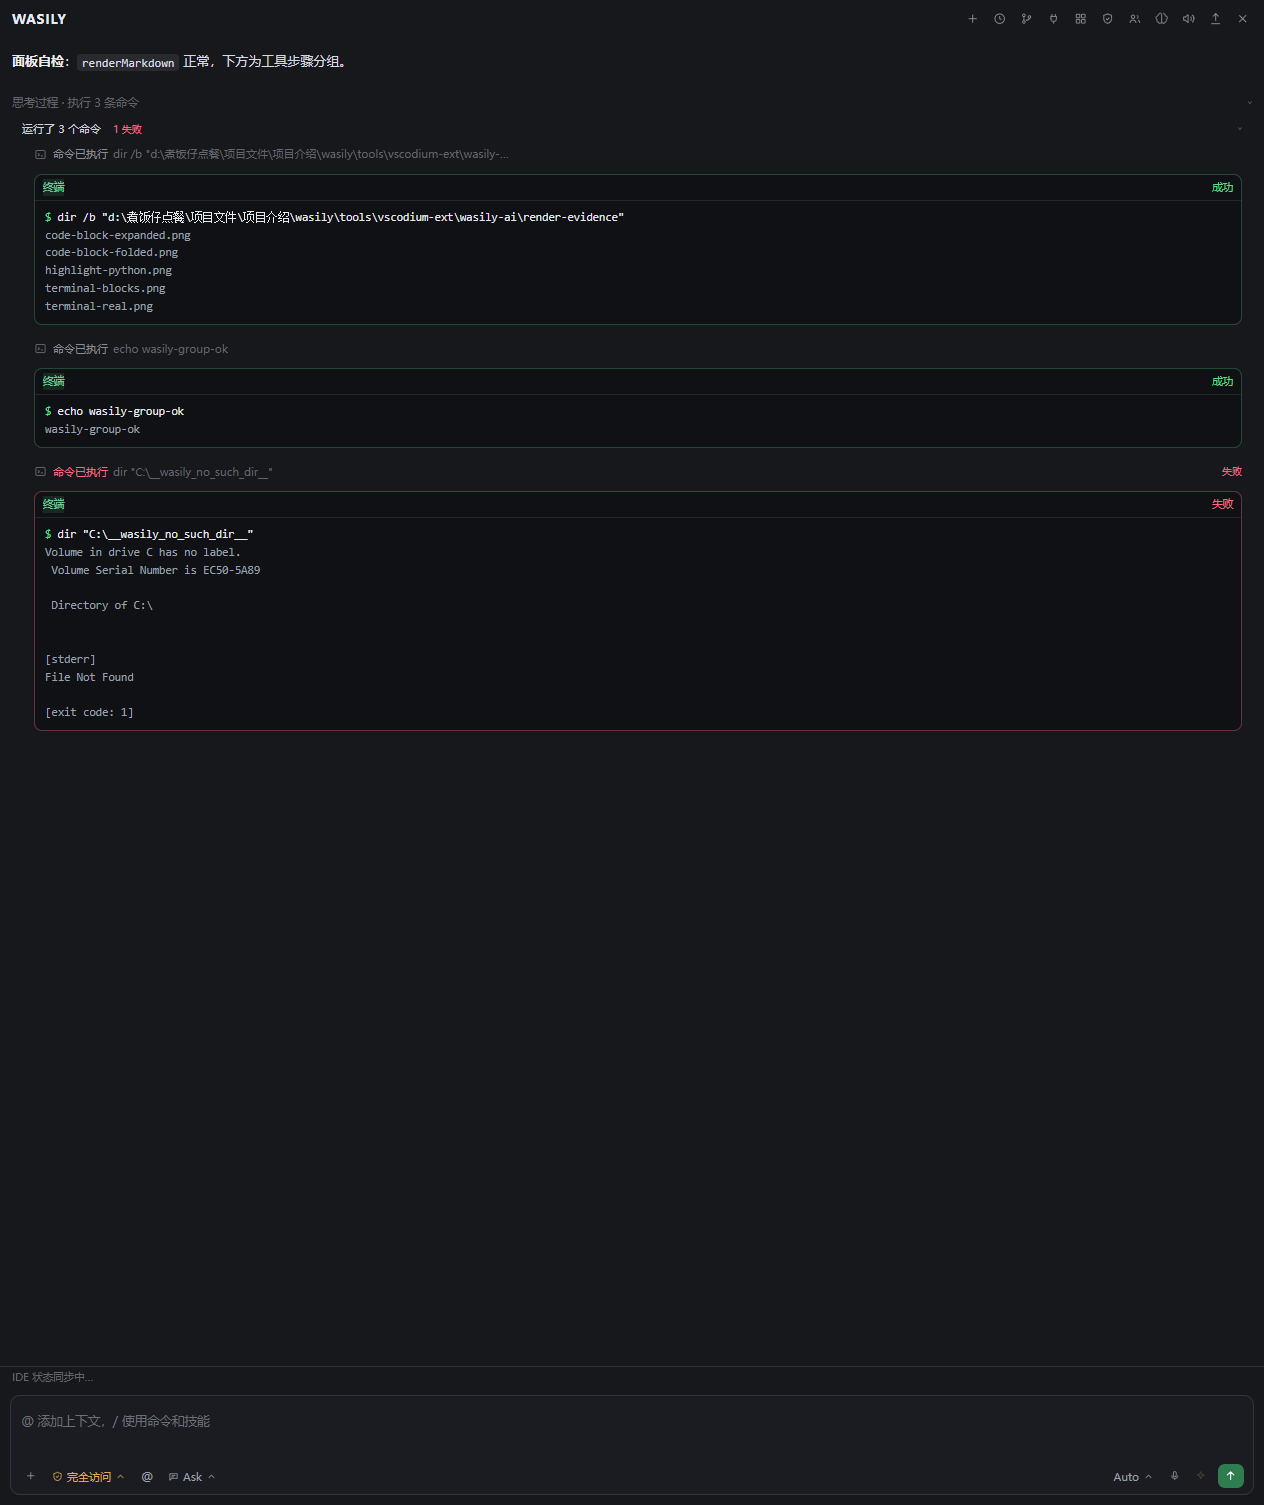 WASILY
面板自检： renderMarkdown 正常，下方为工具步骤分组。
思考过程 · 执行 3 条命令
运行了 3 个命令 1 失败
命令已执行 dir /b "d:\煮饭仔点餐\项目文件\项目介绍\wasily\tools\vscodium-ext\wasily-...
终端 成功
$ dir /b "d:\煮饭仔点餐\项目文件\项目介绍\wasily\tools\vscodium-ext\wasily-ai\render-evidence"
code-block-expanded.png
code-block-folded.png
highlight-python.png
terminal-blocks.png
terminal-real.png
命令已执行 echo wasily-group-ok
终端 成功
$ echo wasily-group-ok
wasily-group-ok
命令已执行 dir "C:\__wasily_no_such_dir__" 失败
终端 失败
$ dir "C:\__wasily_no_such_dir__"
Volume in drive C has no label.
Volume Serial Number is EC50-5A89
Directory of C:\
[stderr]
File Not Found
[exit code: 1]
IDE 状态同步中...
@ 添加上下文，/ 使用命令和技能
完全访问 @ Ask Auto